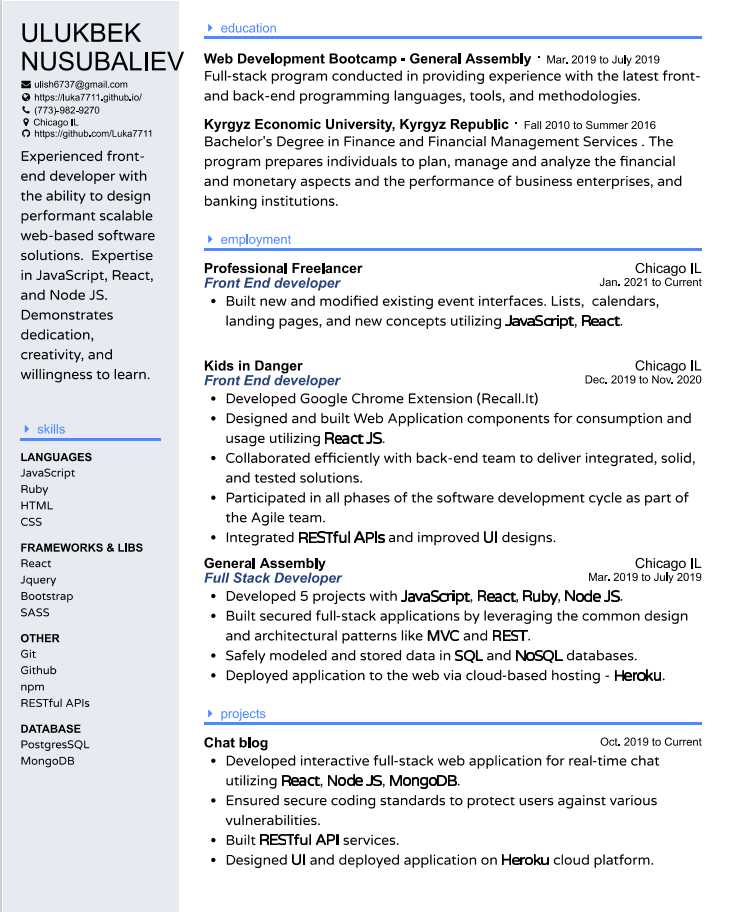 ULUKBEK
NUSUBALIEV
ulish6737@gmail.com
https://luka7711.github.io/
(773)-982-9270
Chicago IL
https://github.com/Luka7711
Experienced front-
end developer with
the ability to design
performant scalable
web-based software
solutions. Expertise
in JavaScript, React,
and Node JS.
Demonstrates
dedication,
creativity, and
willingness to learn.
skills
LANGUAGES
JavaScript
Ruby
HTML
CSS
FRAMEWORKS & LIBS
React
Jquery
Bootstrap
SASS
OTHER
Git
Github
npm
RESTful APIs
DATABASE
PostgresSQL
MongoDB
education
Web Development Bootcamp - General Assembly · Mar. 2019 to July 2019
Full-stack program conducted in providing experience with the latest front-
and back-end programming languages, tools, and methodologies.
Kyrgyz Economic University, Kyrgyz Republic · Fall 2010 to Summer 2016
Bachelor's Degree in Finance and Financial Management Services . The
program prepares individuals to plan, manage and analyze the financial
and monetary aspects and the performance of business enterprises, and
banking institutions.
employment
Professional Freelancer Chicago IL
Front End developer Jan. 2021 to Current
• Built new and modified existing event interfaces. Lists, calendars,
landing pages, and new concepts utilizing JavaScript, React.
Kids in Danger Chicago IL
Front End developer Dec. 2019 to Nov. 2020
• Developed Google Chrome Extension (Recall.It)
• Designed and built Web Application components for consumption and
usage utilizing React JS.
• Collaborated efficiently with back-end team to deliver integrated, solid,
and tested solutions.
• Participated in all phases of the software development cycle as part of
the Agile team.
• Integrated RESTful APIs and improved UI designs.
General Assembly Chicago IL
Full Stack Developer Mar. 2019 to July 2019
• Developed 5 projects with JavaScript, React, Ruby, Node JS.
• Built secured full-stack applications by leveraging the common design
and architectural patterns like MVC and REST.
• Safely modeled and stored data in SQL and NoSQL databases.
• Deployed application to the web via cloud-based hosting - Heroku.
projects
Chat blog Oct. 2019 to Current
• Developed interactive full-stack web application for real-time chat
utilizing React, Node JS, MongoDB.
• Ensured secure coding standards to protect users against various
vulnerabilities.
• Built RESTful API services.
• Designed UI and deployed application on Heroku cloud platform.